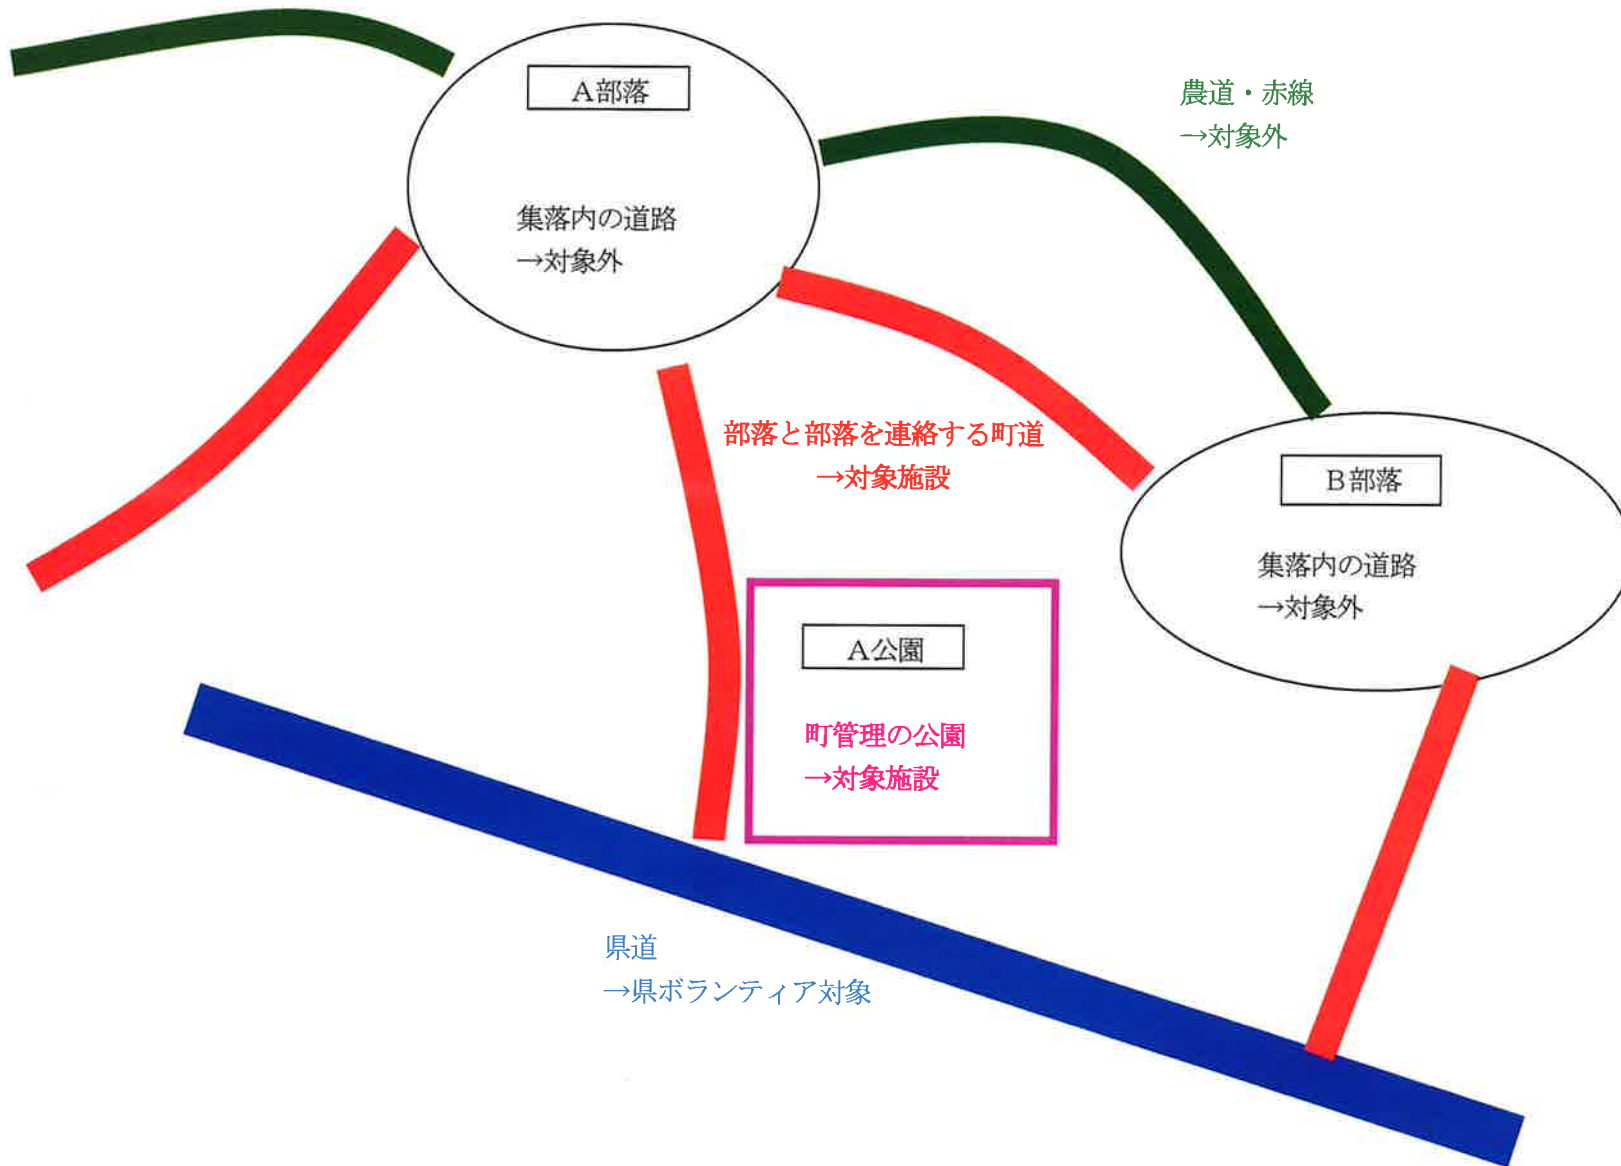 A部落
集落内の道路
→対象外
農道・赤線
→対象外
部落と部落を連絡する町道
→対象施設
B部落
集落内の道路
→対象外
A公園
町管理の公園
→対象施設
県道
→県ボランティア対象